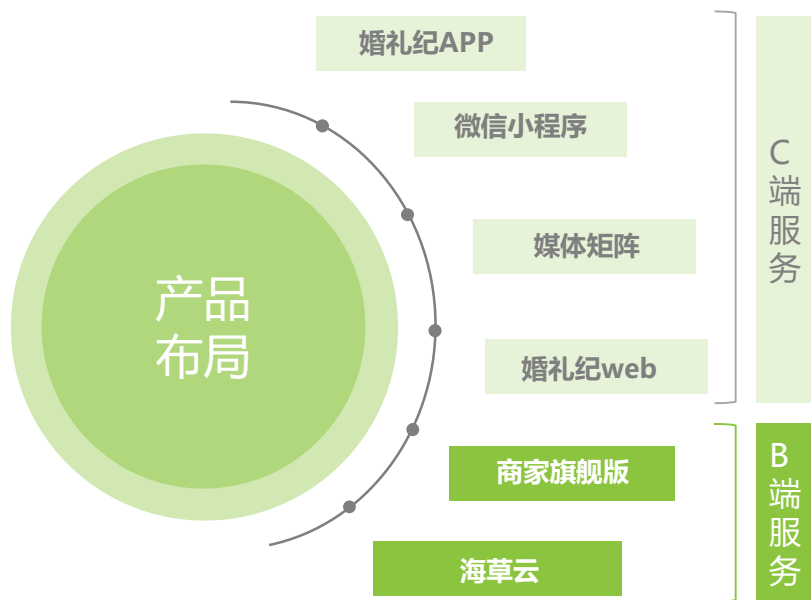 婚礼纪APP
微信小程序
媒体矩阵
婚礼纪web
商家旗舰版
海草云
产品
布局
C
端
服
务
B
端
服
务